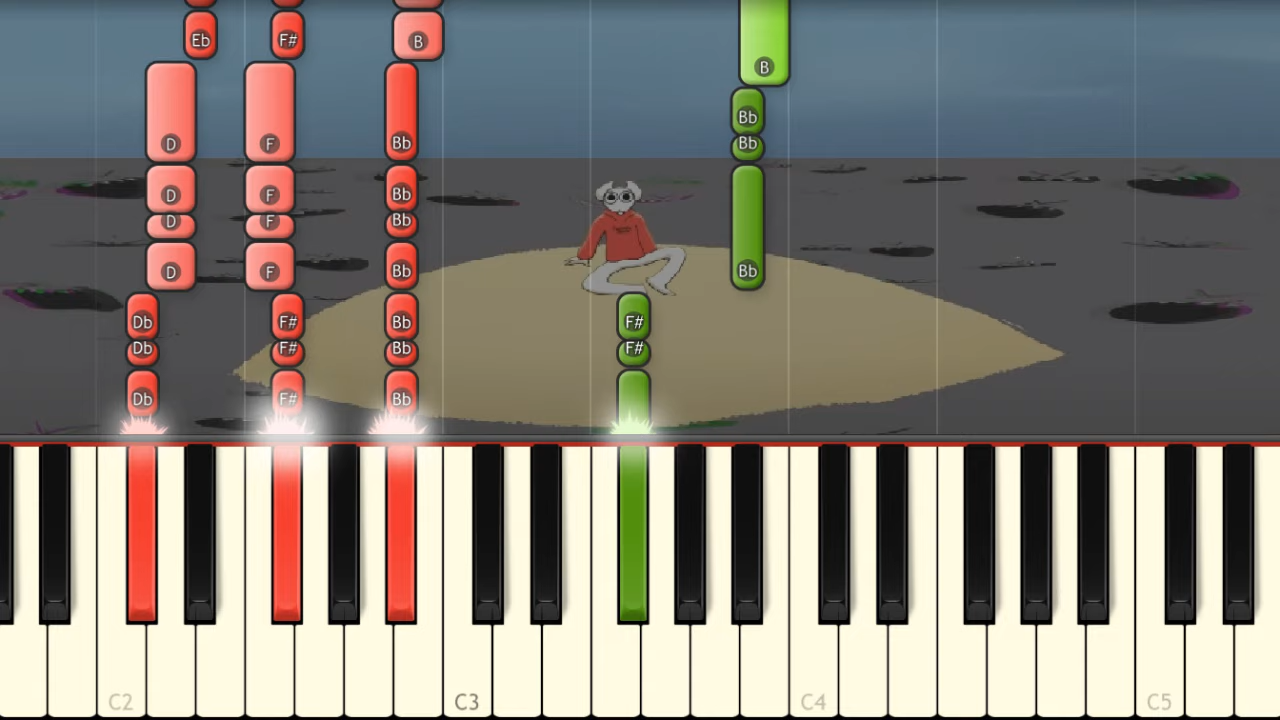 Eb F# B
B
Bb
D F Bb Bb
D F Bb
D F Bb
D F Bb Bb
Db F# Bb F#
Db F# Bb F#
Db F# Bb
C2 C3 C4 C5